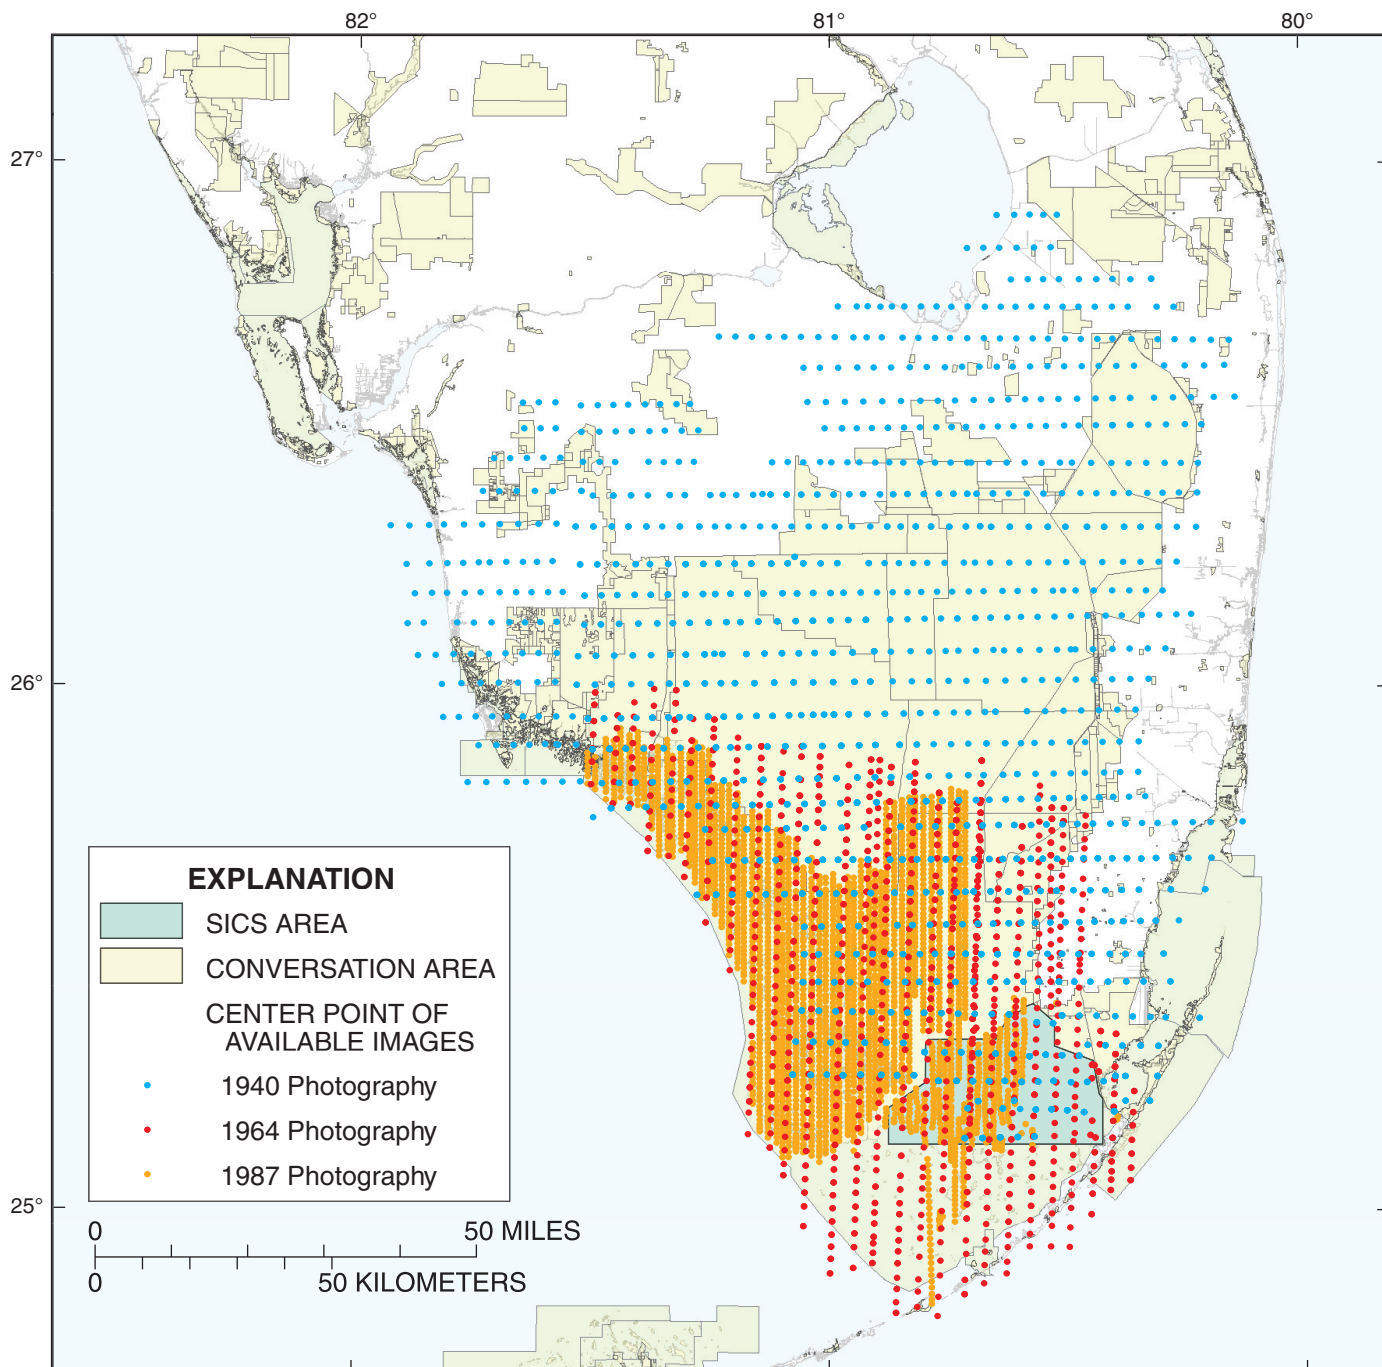 82° 81° 80°
27°
26°
25°
EXPLANATION
SICS AREA
CONVERSATION AREA
CENTER POINT OF
AVAILABLE IMAGES
1940 Photography
1964 Photography
1987 Photography
0 50 MILES
0 50 KILOMETERS